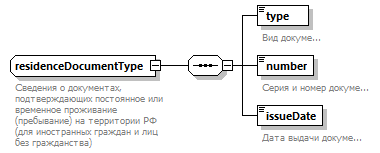 type
Вид докуме...
residenceDocumentType
number
Сведения о документах,
подтверждающих постоянное или
временное проживание
(пребывание) на территории РФ
(для иностранных граждан и лиц
без гражданства)
Серия и номер докуме...
issueDate
Дата выдачи докуме...